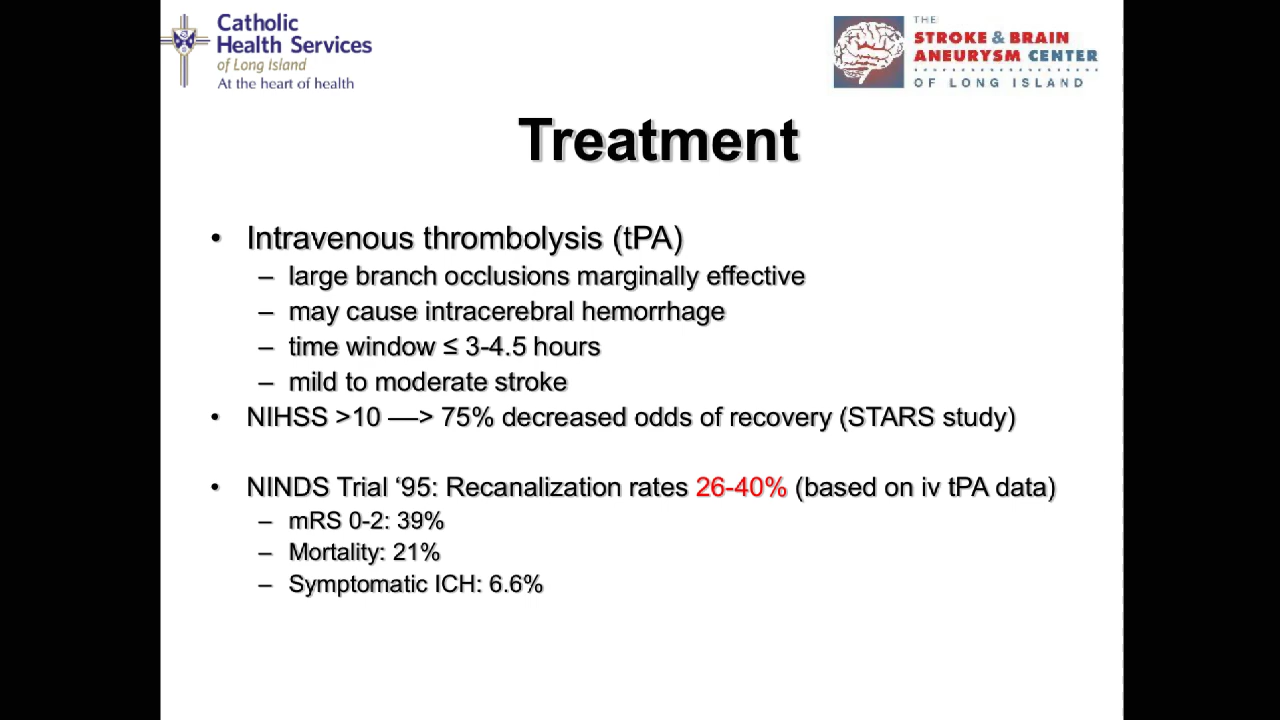 Catholic
Health Services
of Long Island
At the heart of health
THE
STROKE & BRAIN
ANEURYSM CENTER
OF LONG ISLAND
Treatment
• Intravenous thrombolysis (tPA)
– large branch occlusions marginally effective
– may cause intracerebral hemorrhage
– time window ≤ 3-4.5 hours
– mild to moderate stroke
• NIHSS >10 —–> 75% decreased odds of recovery (STARS study)
• NINDS Trial ‘95: Recanalization rates 26-40% (based on iv tPA data)
– mRS 0-2: 39%
– Mortality: 21%
– Symptomatic ICH: 6.6%